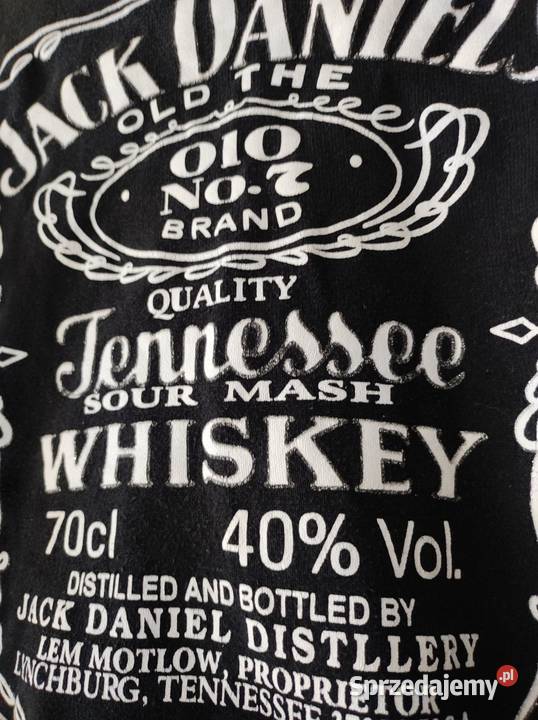 JACK DANIEL'S
OLD THE
OIO
NO-7
BRAND
QUALITY
Tennessee
SOUR MASH
WHISKEY
70cl 40% Vol.
DISTILLED AND BOTTLED BY
JACK DANIEL DISTLLERY
LEM MOTLOW, PROPRIETOR
LYNCHBURG, TENNESSEE
Sprzedajemy.pl